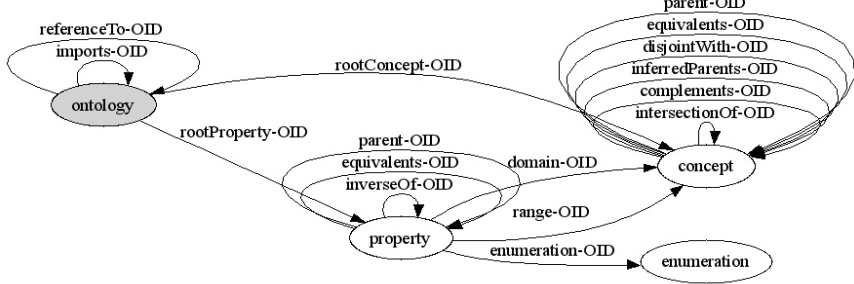 parent-OID
equivalents-OID
disjointWith-OID
inferredParents-OID
complements-OID
intersectionOf-OID
concept
referenceTo-OID
imports-OID
ontology
rootConcept-OID
rootProperty-OID
parent-OID
equivalents-OID
inverseOf-OID
property
domain-OID
range-OID
enumeration-OID
enumeration